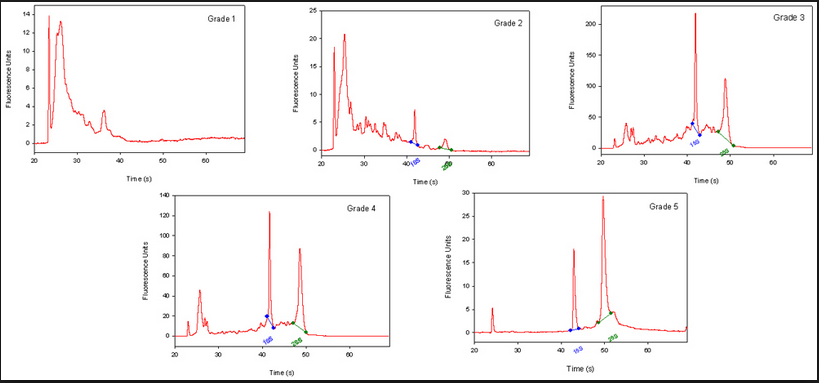 Grade 1
Fluorescence Units
14
12
10
8
6
4
2
0
20 30 40 50 60
Time (s)
Grade 2
Fluorescence Units
25
20
15
10
5
0
20 30 40 50 60
18S
28S
Time (s)
Grade 3
Fluorescence Units
200
150
100
50
0
20 30 40 50 60
18S
28S
Time (s)
Grade 4
Fluorescence Units
140
120
100
80
60
40
20
0
20 30 40 50 60
18S
28S
Time (s)
Grade 5
Fluorescence Units
30
25
20
15
10
5
0
20 30 40 50 60
18S
28S
Time (s)